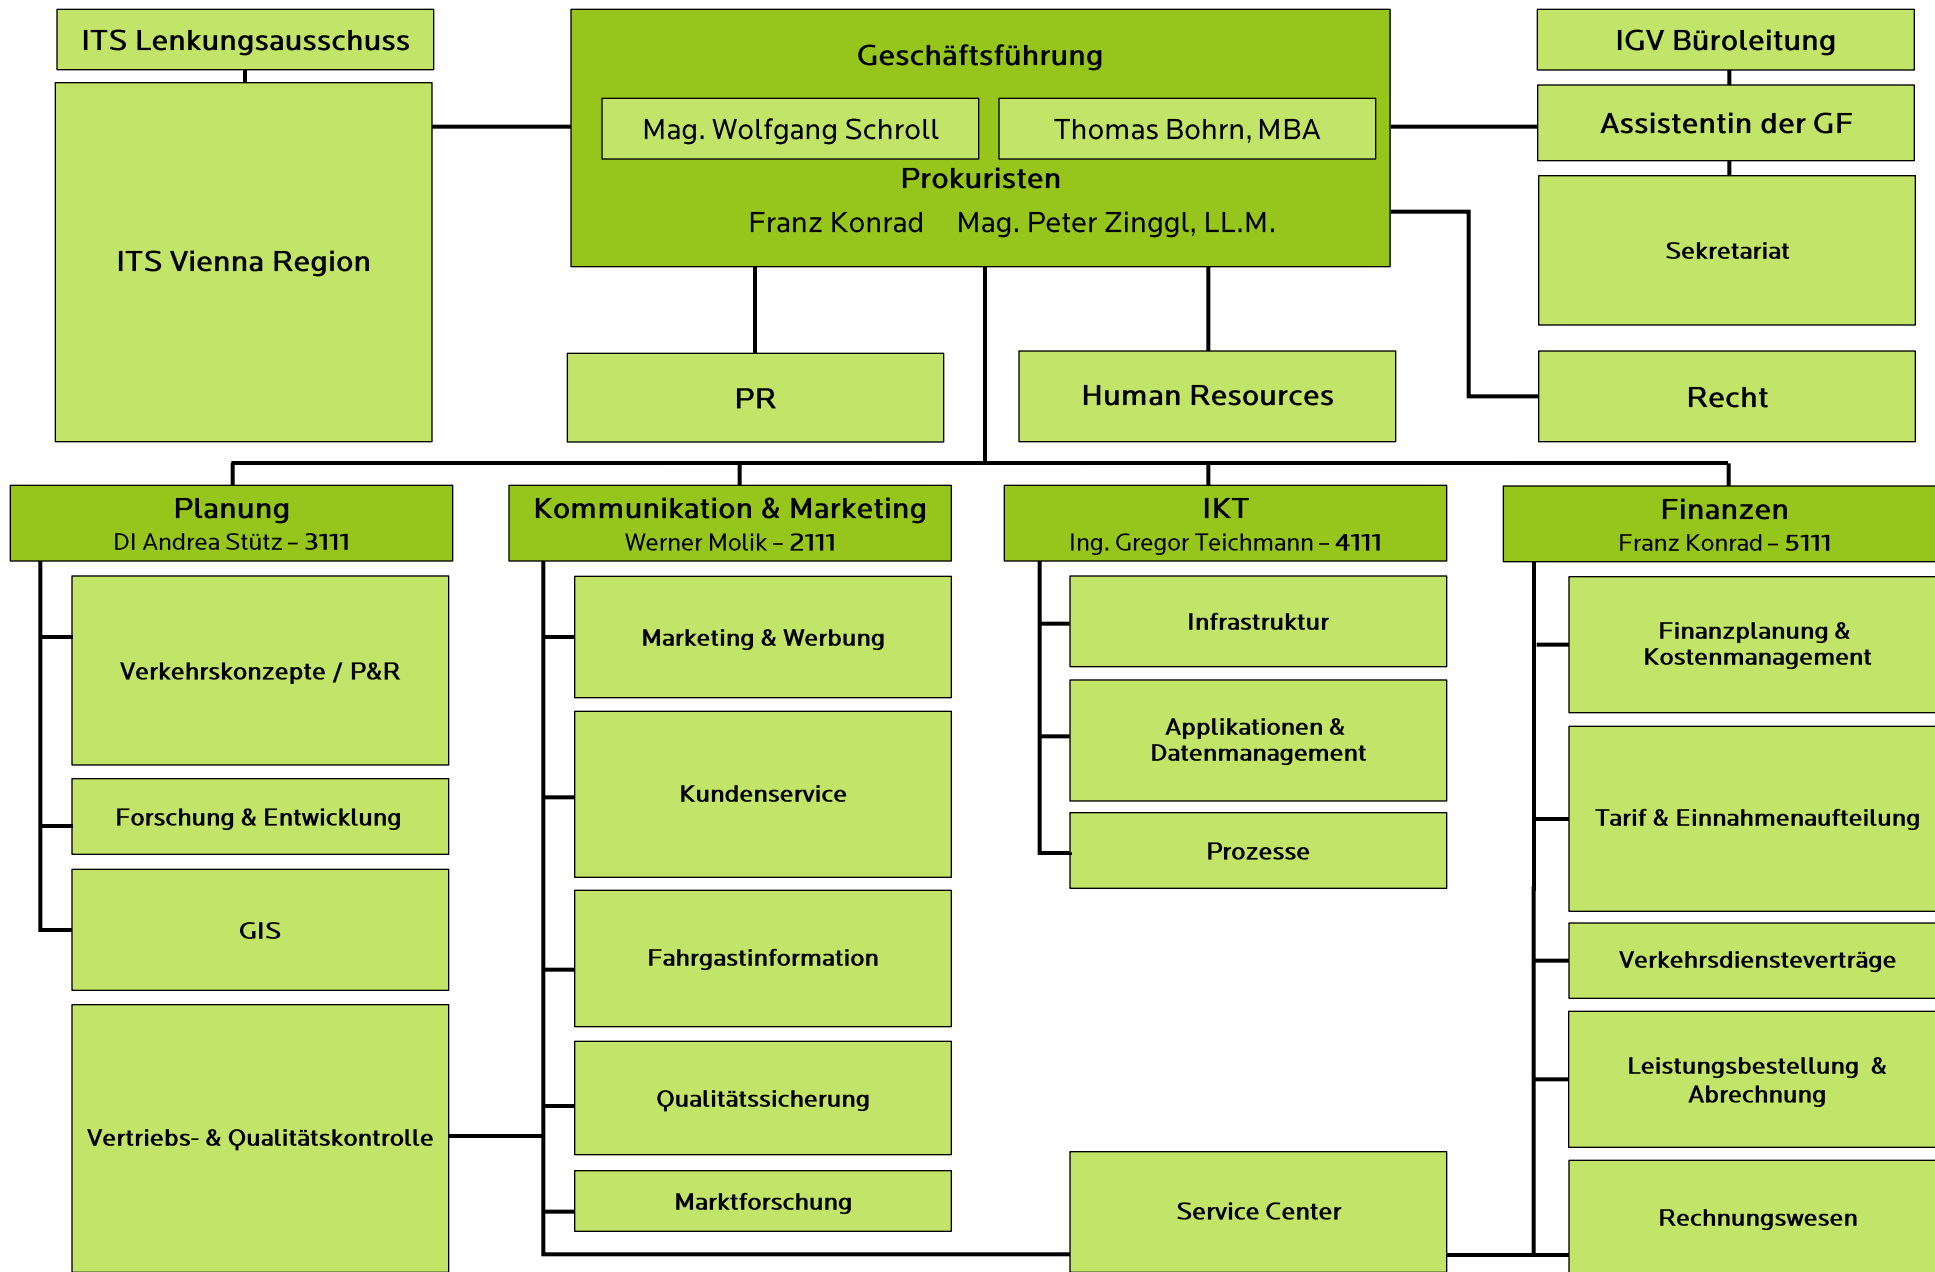 ITS Lenkungsausschuss
ITS Vienna Region
Geschäftsführung
Mag. Wolfgang Schroll
Thomas Bohrn, MBA
Prokuristen
Franz Konrad Mag. Peter Zinggl, LL.M.
IGV Büroleitung
Assistentin der GF
Sekretariat
PR
Human Resources
Recht
Planung
DI Andrea Stütz – 3111
Verkehrskonzepte / P&R
Forschung & Entwicklung
GIS
Vertriebs- & Qualitätskontrolle
Kommunikation & Marketing
Werner Molik – 2111
Marketing & Werbung
Kundenservice
Fahrgastinformation
Qualitätssicherung
Marktforschung
IKT
Ing. Gregor Teichmann – 4111
Infrastruktur
Applikationen &
Datenmanagement
Prozesse
Service Center
Finanzen
Franz Konrad – 5111
Finanzplanung &
Kostenmanagement
Tarif & Einnahmenaufteilung
Verkehrsdiensteverträge
Leistungsbestellung &
Abrechnung
Rechnungswesen